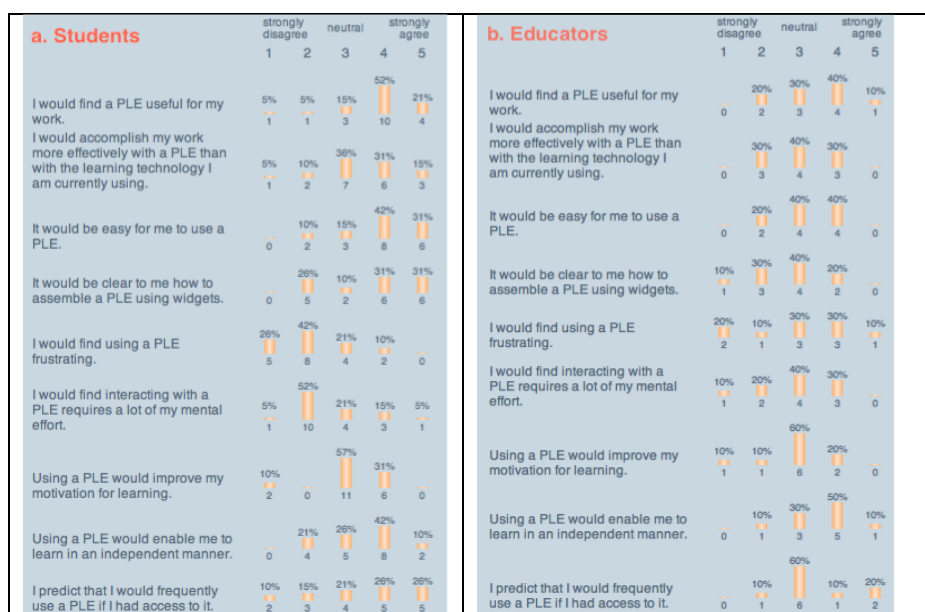 a. Students
strongly disagree
neutral
strongly agree
1 2 3 4 5
I would find a PLE useful for my
work.
5% 5% 15% 52% 21%
1 1 3 10 4
I would accomplish my work
more effectively with a PLE than
with the learning technology I
am currently using.
5% 10% 36% 31% 15%
1 2 7 6 3
It would be easy for me to use a
PLE.
10% 15% 42% 31%
0 2 3 8 6
It would be clear to me how to
assemble a PLE using widgets.
26% 10% 31% 31%
0 5 2 6 6
I would find using a PLE
frustrating.
26% 42% 21% 10%
5 8 4 2 0
I would find interacting with a
PLE requires a lot of my mental
effort.
5% 52% 21% 15% 5%
1 10 4 3 1
Using a PLE would improve my
motivation for learning.
10% 57% 31%
2 0 11 6 0
Using a PLE would enable me to
learn in an independent manner.
21% 26% 42% 10%
0 4 5 8 2
I predict that I would frequently
use a PLE if I had access to it.
10% 15% 21% 26% 26%
2 3 4 5 5
b. Educators
strongly disagree
neutral
strongly agree
1 2 3 4 5
I would find a PLE useful for my
work.
20% 30% 40% 10%
0 2 3 4 1
I would accomplish my work
more effectively with a PLE than
with the learning technology I
am currently using.
30% 40% 30%
0 3 4 3 0
It would be easy for me to use a
PLE.
20% 40% 40%
0 2 4 4 0
It would be clear to me how to
assemble a PLE using widgets.
10% 30% 40% 20%
1 3 4 2 0
I would find using a PLE
frustrating.
20% 10% 30% 30% 10%
2 1 3 3 1
I would find interacting with a
PLE requires a lot of my mental
effort.
10% 20% 40% 30%
1 2 4 3 0
Using a PLE would improve my
motivation for learning.
10% 10% 60% 20%
1 1 6 2 0
Using a PLE would enable me to
learn in an independent manner.
10% 30% 50% 10%
0 1 3 5 1
I predict that I would frequently
use a PLE if I had access to it.
10% 60% 10% 20%
0 1 6 1 2